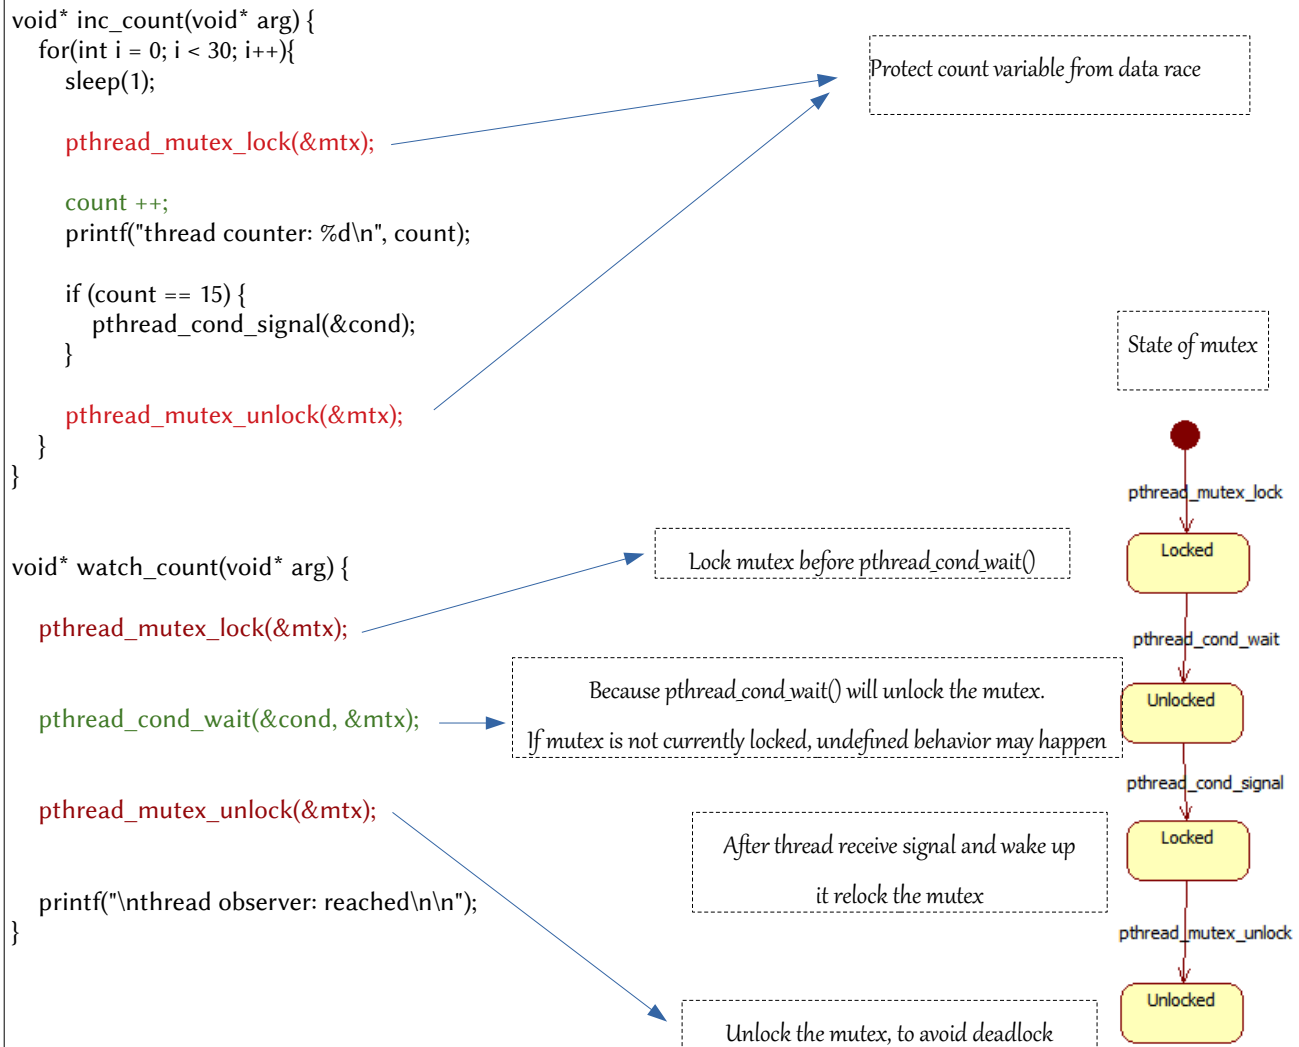 void* inc_count(void* arg) {
for(int i = 0; i < 30; i++){
sleep(1);
pthread_mutex_lock(&mtx);
count ++;
printf("thread counter: %d\n", count);
if (count == 15) {
pthread_cond_signal(&cond);
}
pthread_mutex_unlock(&mtx);
}
}
Protect count variable from data race
void* watch_count(void* arg) {
pthread_mutex_lock(&mtx);
pthread_cond_wait(&cond, &mtx);
pthread_mutex_unlock(&mtx);
printf("\nthread observer: reached\n\n");
}
Lock mutex before pthread_cond_wait()
Because pthread_cond_wait() will unlock the mutex.
If mutex is not currently locked, undefined behavior may happen
After thread receive signal and wake up
it relock the mutex
Unlock the mutex, to avoid deadlock
State of mutex
pthread_mutex_lock
Locked
pthread_cond_wait
Unlocked
pthread_cond_signal
Locked
pthread_mutex_unlock
Unlocked